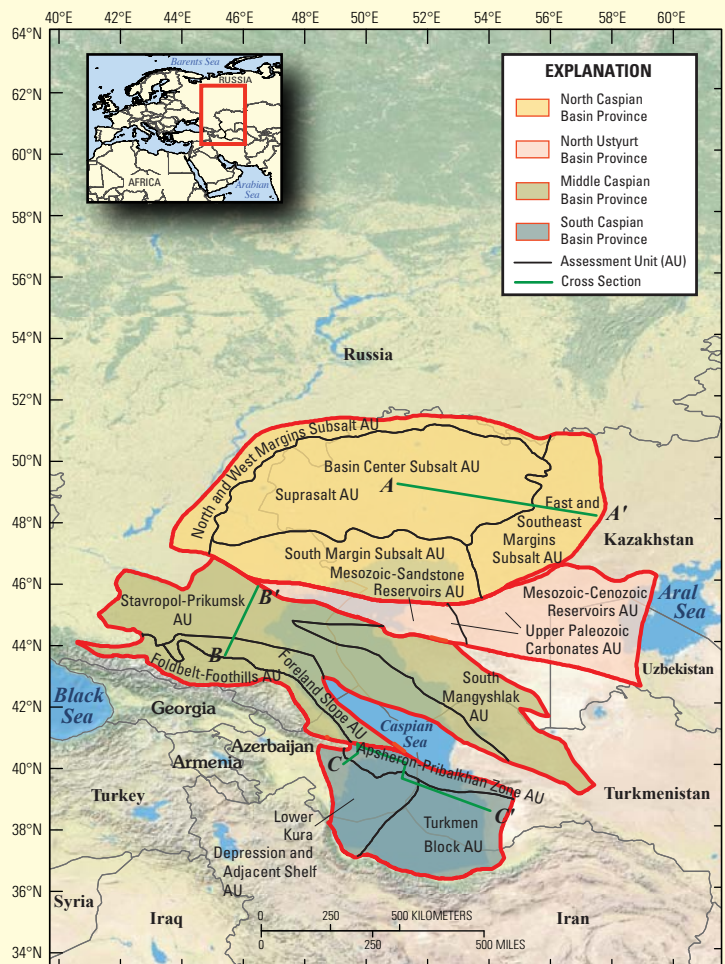 40°E 42°E 44°E 46°E 48°E 50°E 52°E 54°E 56°E 58°E 60°E
64°N
62°N
60°N
58°N
56°N
54°N
52°N
50°N
48°N
46°N
44°N
42°N
40°N
38°N
36°N
34°N
Barents Sea
RUSSIA
AFRICA
Arabian
Sea
EXPLANATION
North Caspian
Basin Province
North Ustyurt
Basin Province
Middle Caspian
Basin Province
South Caspian
Basin Province
Assessment Unit (AU)
Cross Section
Russia
North and West Margins Subsalt AU
Basin Center Subsalt AU
Suprasalt AU
A
A'
East and
Southeast
Margins
Subsalt AU
Kazakhstan
South Margin Subsalt AU
Mesozoic-Sandstone
Reservoirs AU
Mesozoic-Cenozoic
Reservoirs AU
Upper Paleozoic
Carbonates AU
Aral
Sea
Uzbekistan
Stavropol-Prikumsk
AU
B'
B
Foldbelt-Foothills AU
Foreland Slope AU
South
Mangyshlak
AU
Black
Sea
Georgia
Caspian
Sea
Azerbaijan
Armenia
C
Apsheron-Pribalkhan Zone AU
C'
Turkey
Turkmenistan
Lower
Kura
Depression and
Adjacent Shelf
AU
Turkmen
Block AU
Syria
Iraq
Iran
0 250 500 KILOMETERS
0 250 500 MILES